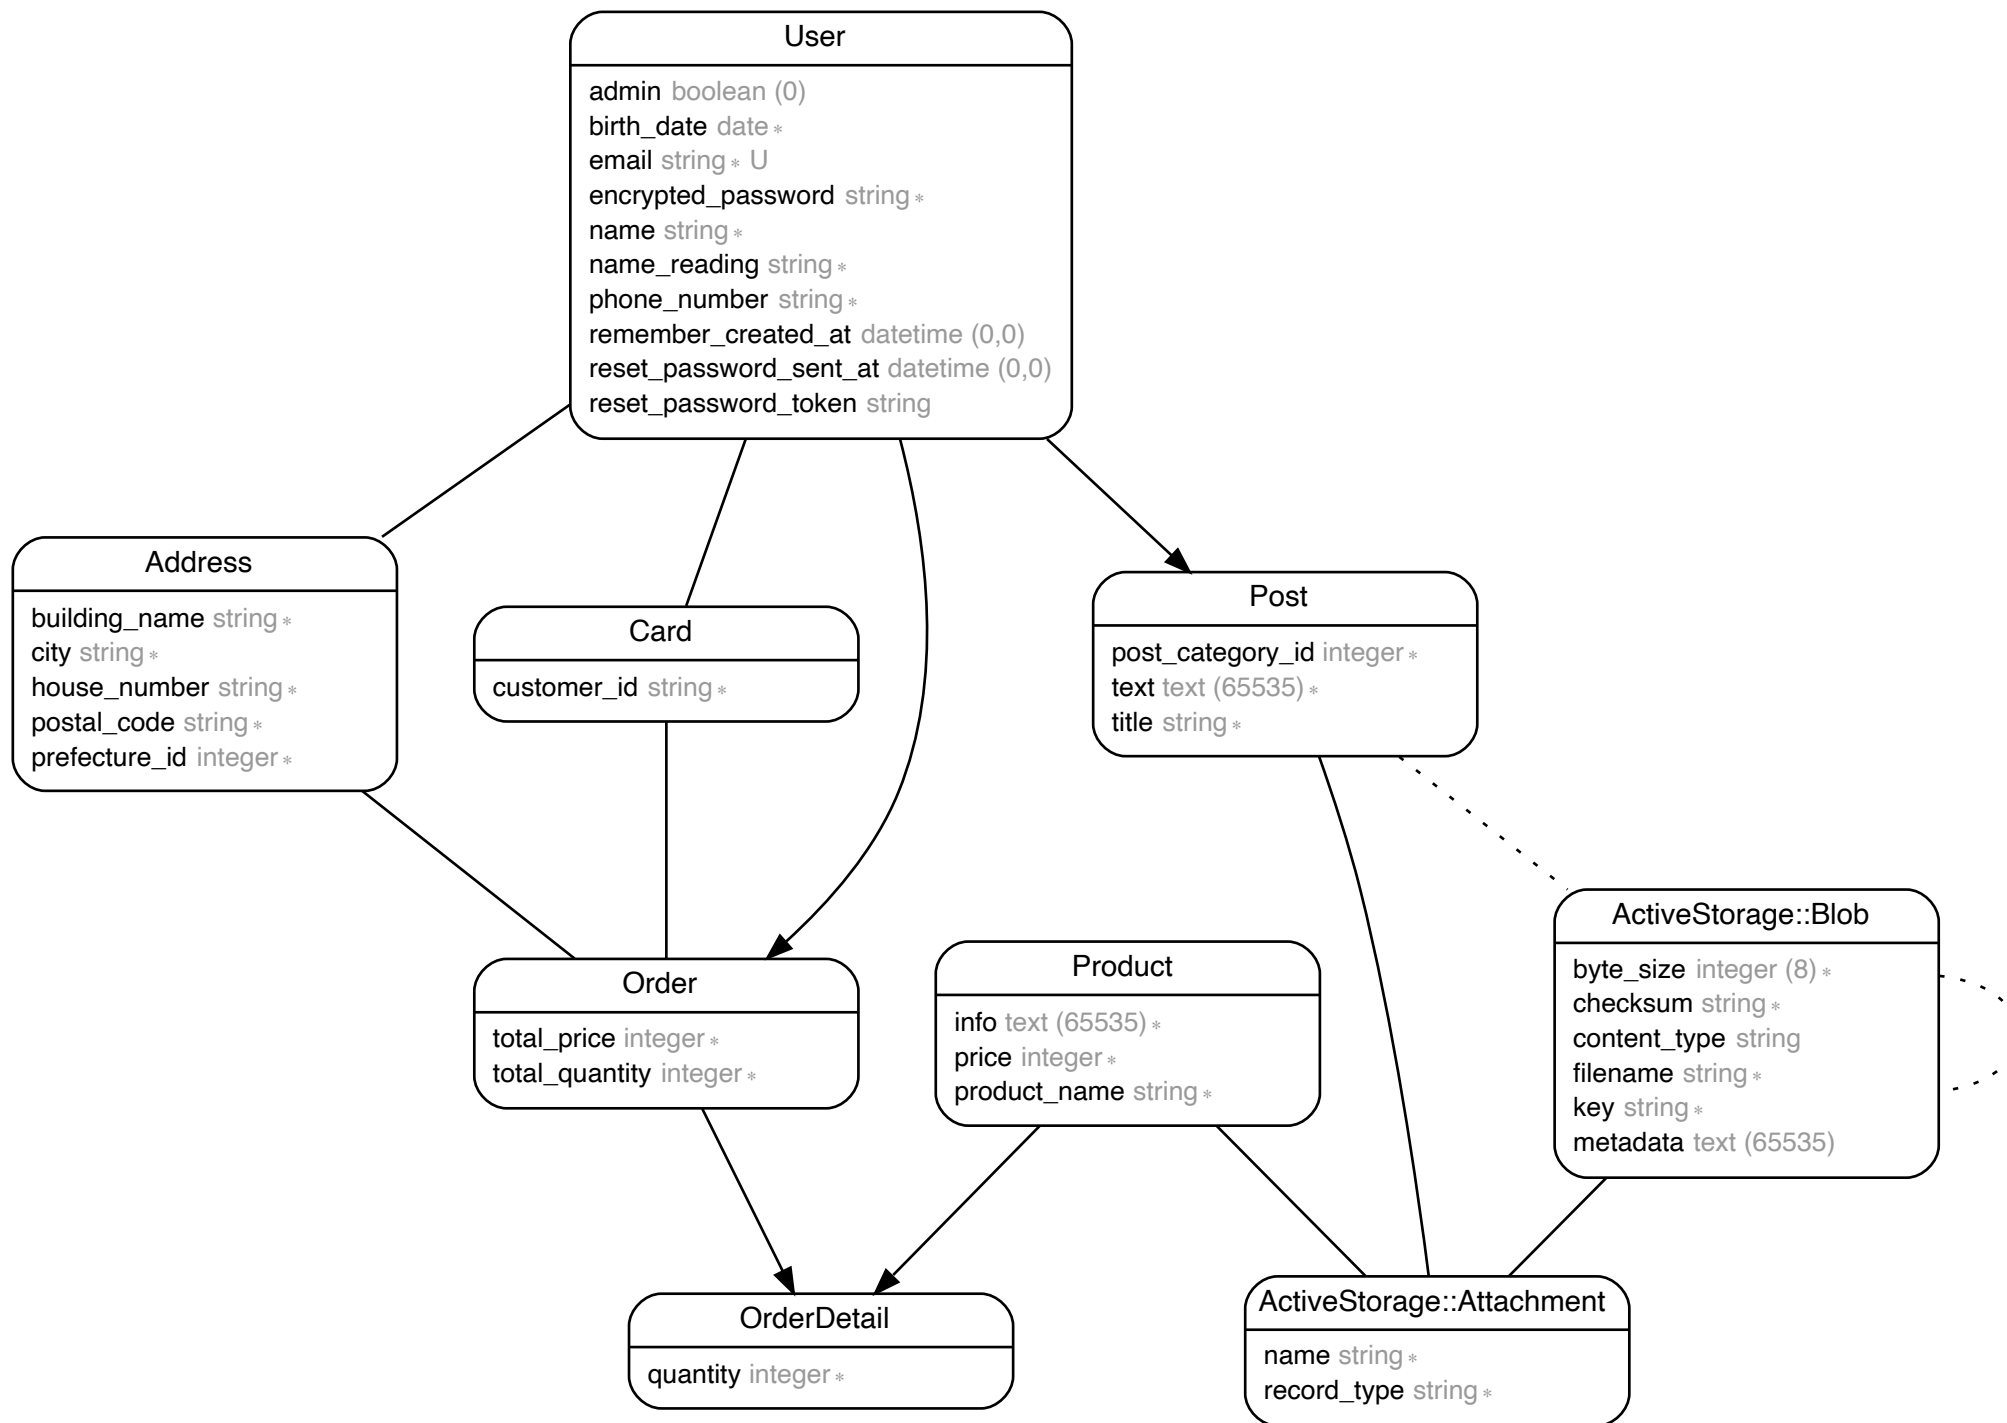 User
admin boolean (0)
birth_date date *
email string * U
encrypted_password string *
name string *
name_reading string *
phone_number string *
remember_created_at datetime (0,0)
reset_password_sent_at datetime (0,0)
reset_password_token string
Address
building_name string *
city string *
house_number string *
postal_code string *
prefecture_id integer *
Card
customer_id string *
Post
post_category_id integer *
text text (65535) *
title string *
ActiveStorage::Blob
byte_size integer (8) *
checksum string *
content_type string
filename string *
key string *
metadata text (65535)
Order
total_price integer *
total_quantity integer *
Product
info text (65535) *
price integer *
product_name string *
OrderDetail
quantity integer *
ActiveStorage::Attachment
name string *
record_type string *